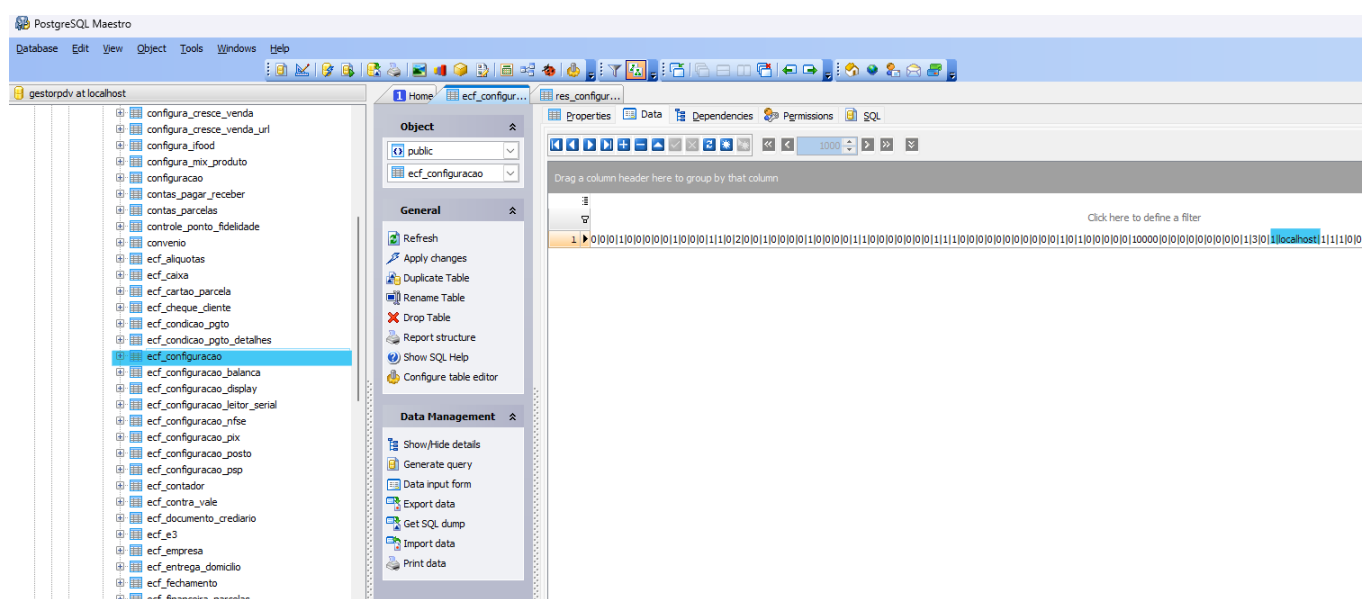 PostgreSQL Maestro
Database Edit View Object Tools Windows Help
gestorpdv at localhost
configura_cresce_venda
configura_cresce_venda_url
configura_ifood
configura_mix_produto
configuracao
contas_pagar_receber
contas_parcelas
controle_ponto_fidelidade
convenio
ecf_aliquotas
ecf_caixa
ecf_cartao_parcela
ecf_cheque_cliente
ecf_condicao_pgto
ecf_condicao_pgto_detalhes
ecf_configuracao
ecf_configuracao_balanca
ecf_configuracao_display
ecf_configuracao_leitor_serial
ecf_configuracao_nfse
ecf_configuracao_pix
ecf_configuracao_posto
ecf_configuracao_psp
ecf_contador
ecf_contra_vale
ecf_documento_crediario
ecf_e3
ecf_empresa
ecf_entrega_domicilio
ecf_fechamento
ecf_financeira_parcelas
1 Home ecf_configur... res_configur...
Object
public
ecf_configuracao
General
Refresh
Apply changes
Duplicate Table
Rename Table
Drop Table
Report structure
Show SQL Help
Configure table editor
Data Management
Show/Hide details
Generate query
Data input form
Export data
Get SQL dump
Import data
Print data
Properties Data Dependencies Permissions SQL
1000
Drag a column header here to group by that column
Click here to define a filter
1 0|0|0|1|0|0|0|0|0|1|0|0|0|1|1|0|2|0|0|1|0|0|0|0|1|0|0|0|0|1|1|0|0|0|0|0|0|1|1|1|0|0|0|0|0|0|0|0|0|0|1|0|1|0|0|0|0|0|10000|0|0|0|0|0|0|0|0|0|1|3|0|1|localhost|1|1|1|0|0